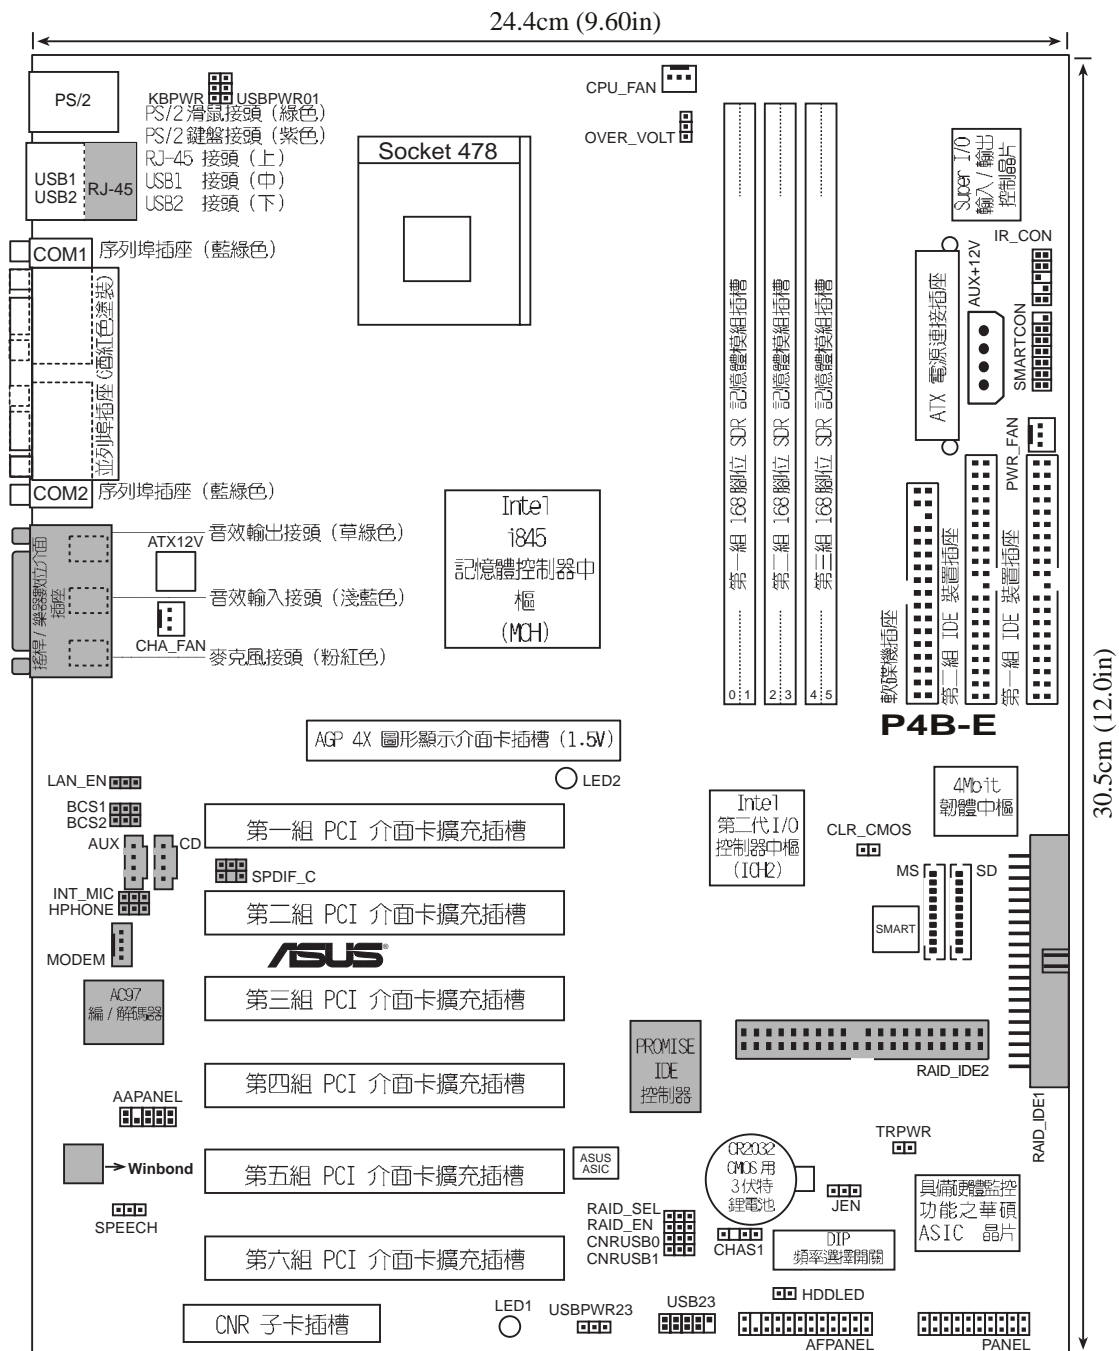 24.4cm (9.60in)
PS/2
KBPWR
USBPWR01
PS/2 滑鼠接頭 (綠色)
PS/2 鍵盤接頭 (紫色)
USB1
USB2
RJ-45
RJ-45 接頭 (上)
USB1 接頭 (中)
USB2 接頭 (下)
COM1
序列埠插座 (藍綠色)
並列埠插座 (酒紅色塗裝)
COM2
序列埠插座 (藍綠色)
Socket 478
CPU_FAN
OVER_VOLT
第一組 168 腳位 SDR 記憶體模組插槽
第二組 168 腳位 SDR 記憶體模組插槽
第三組 168 腳位 SDR 記憶體模組插槽
0 1
2 3
4 5
Super I/O
輸入 / 輸出
控制晶片
IR_CON
AUX+12V
ATX 電源連接插座
SMARTCON
PWR_FAN
軟碟機插座
第二組 IDE 裝置插座
第一組 IDE 裝置插座
P4B-E
30.5cm (12.0in)
搖桿 / 樂器數位介面
插座
音效輸出接頭 (草綠色)
ATX12V
音效輸入接頭 (淺藍色)
CHA_FAN
麥克風接頭 (粉紅色)
Intel
i845
記憶體控制器中
樞
(MCH)
AGP 4X 圖形顯示介面卡插槽 (1.5V)
LED2
LAN_EN
BCS1
BCS2
AUX
CD
INT_MIC
HPHONE
MODEM
SPDIF_C
第一組 PCI 介面卡擴充插槽
第二組 PCI 介面卡擴充插槽
ASUS®
第三組 PCI 介面卡擴充插槽
第四組 PCI 介面卡擴充插槽
第五組 PCI 介面卡擴充插槽
第六組 PCI 介面卡擴充插槽
CNR 子卡插槽
AC97
編 / 解碼器
AAPANEL
Winbond
SPEECH
Intel
第二代 I/O
控制器中樞
(ICH2)
4Mbit
韌體中樞
CLR_CMOS
MS
SD
SMART
PROMISE
IDE
控制器
RAID_IDE2
RAID_IDE1
TRPWR
ASUS
ASIC
CR2032
CMOS 用
3 伏特
鋰電池
JEN
具備硬體監控
功能之華碩
ASIC 晶片
RAID_SEL
RAID_EN
CNRUSB0
CNRUSB1
CHAS1
DIP
頻率選擇開關
HDDLED
LED1
USBPWR23
USB23
AFPANEL
PANEL